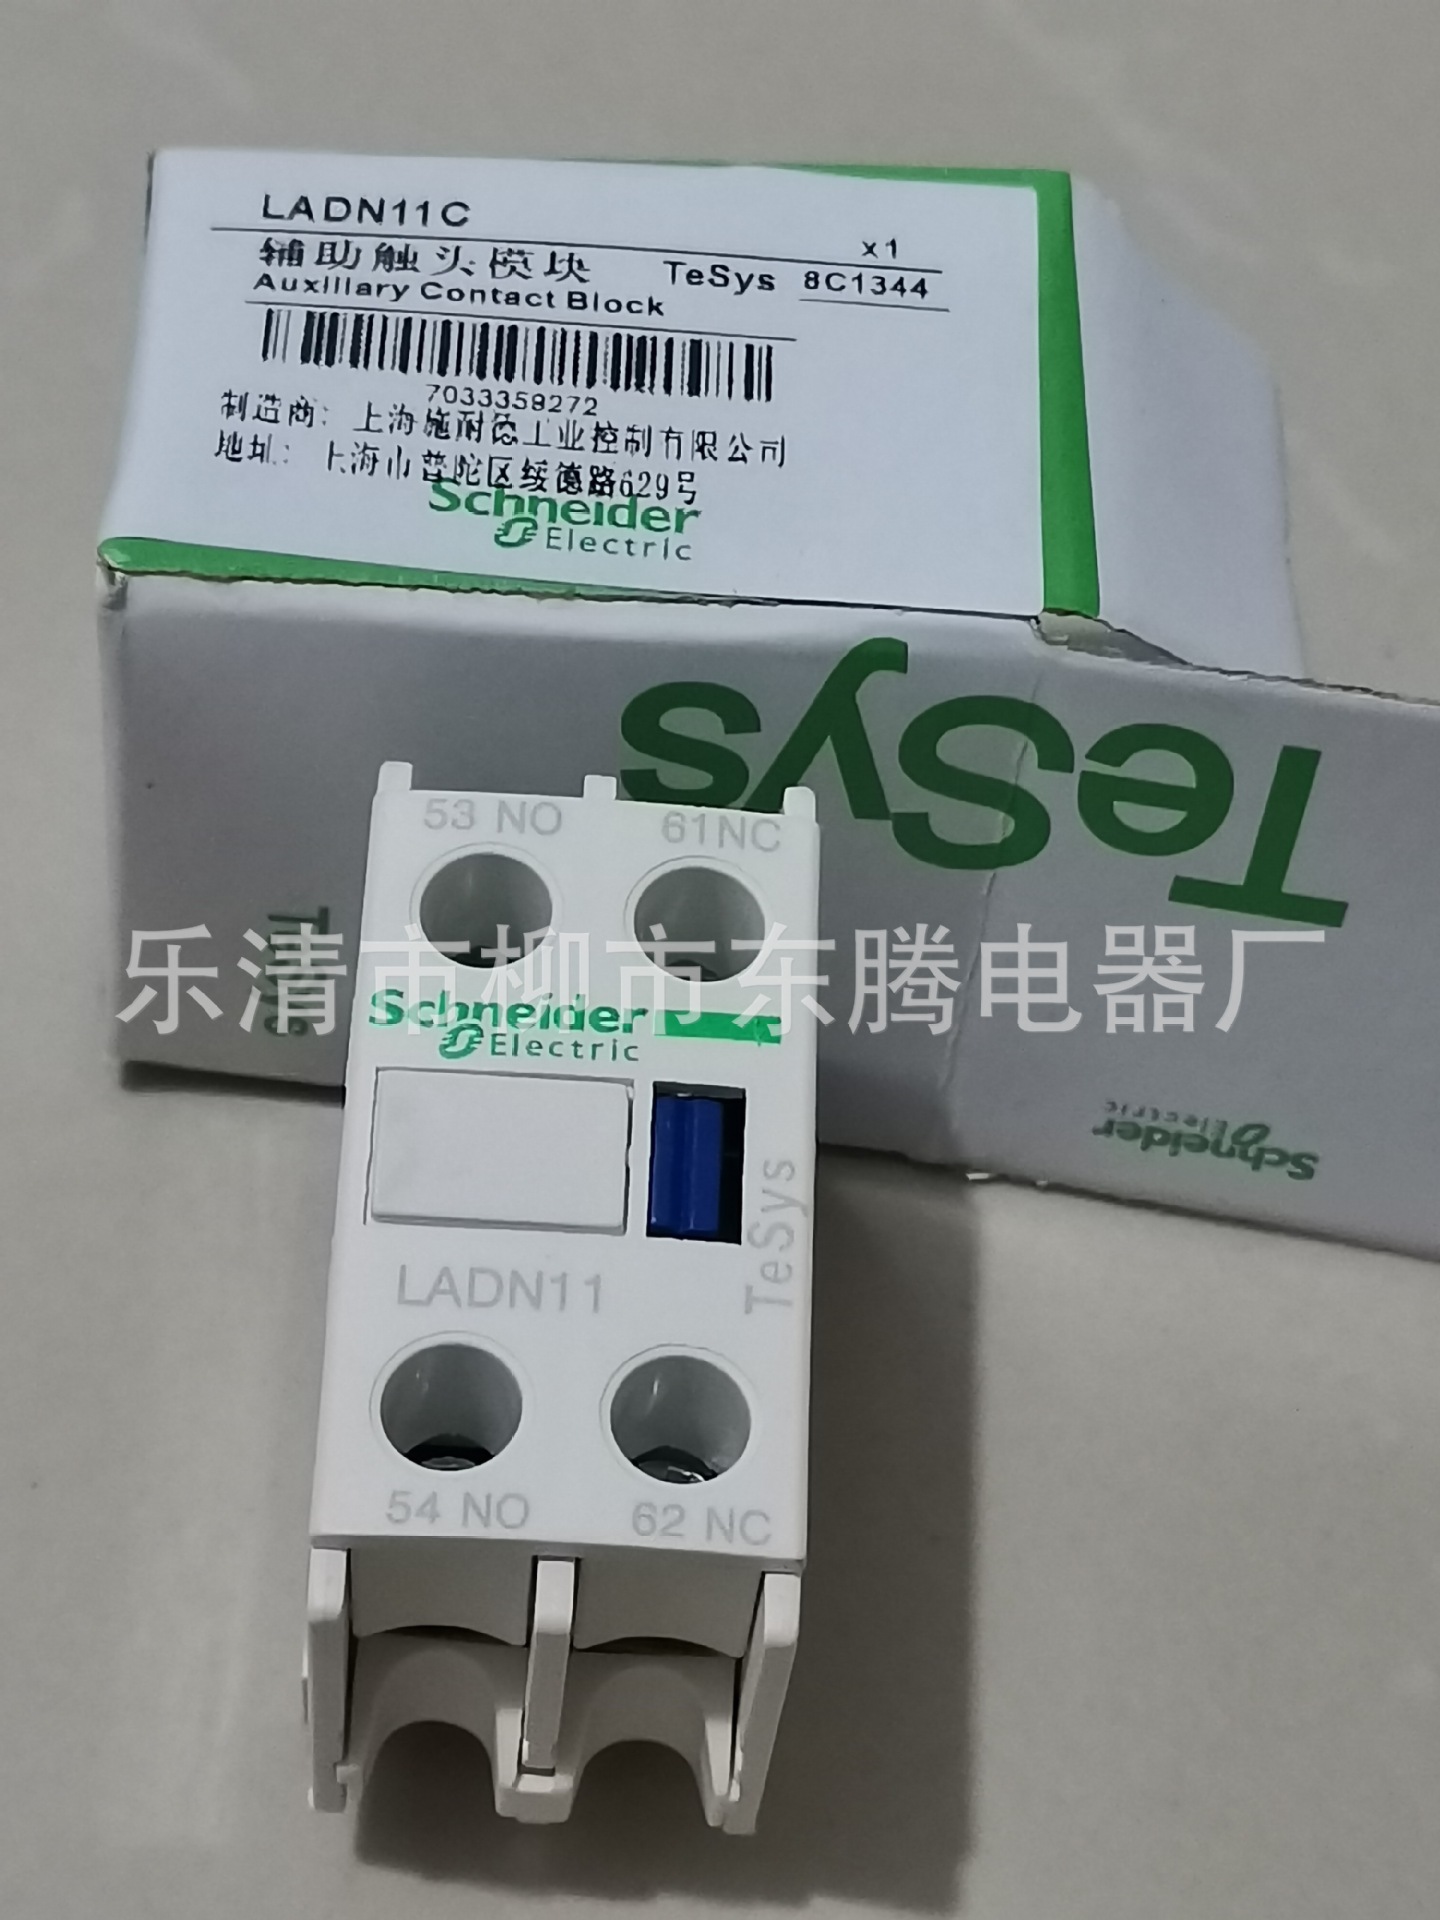 LADN11C
x1
辅助触头模块 TeSys 8C1344
Auxiliary Contact Block
7033358272
制造商: 上海施耐德工业控制有限公司
地址: 上海市普陀区绥德路629号
Schneider
Electric
TeSys
53 NO 61NC
乐清市柳市东腾电器厂
Schneider
Electric
Schneider
Electric
TeSys
LADN11
54 NO 62 NC